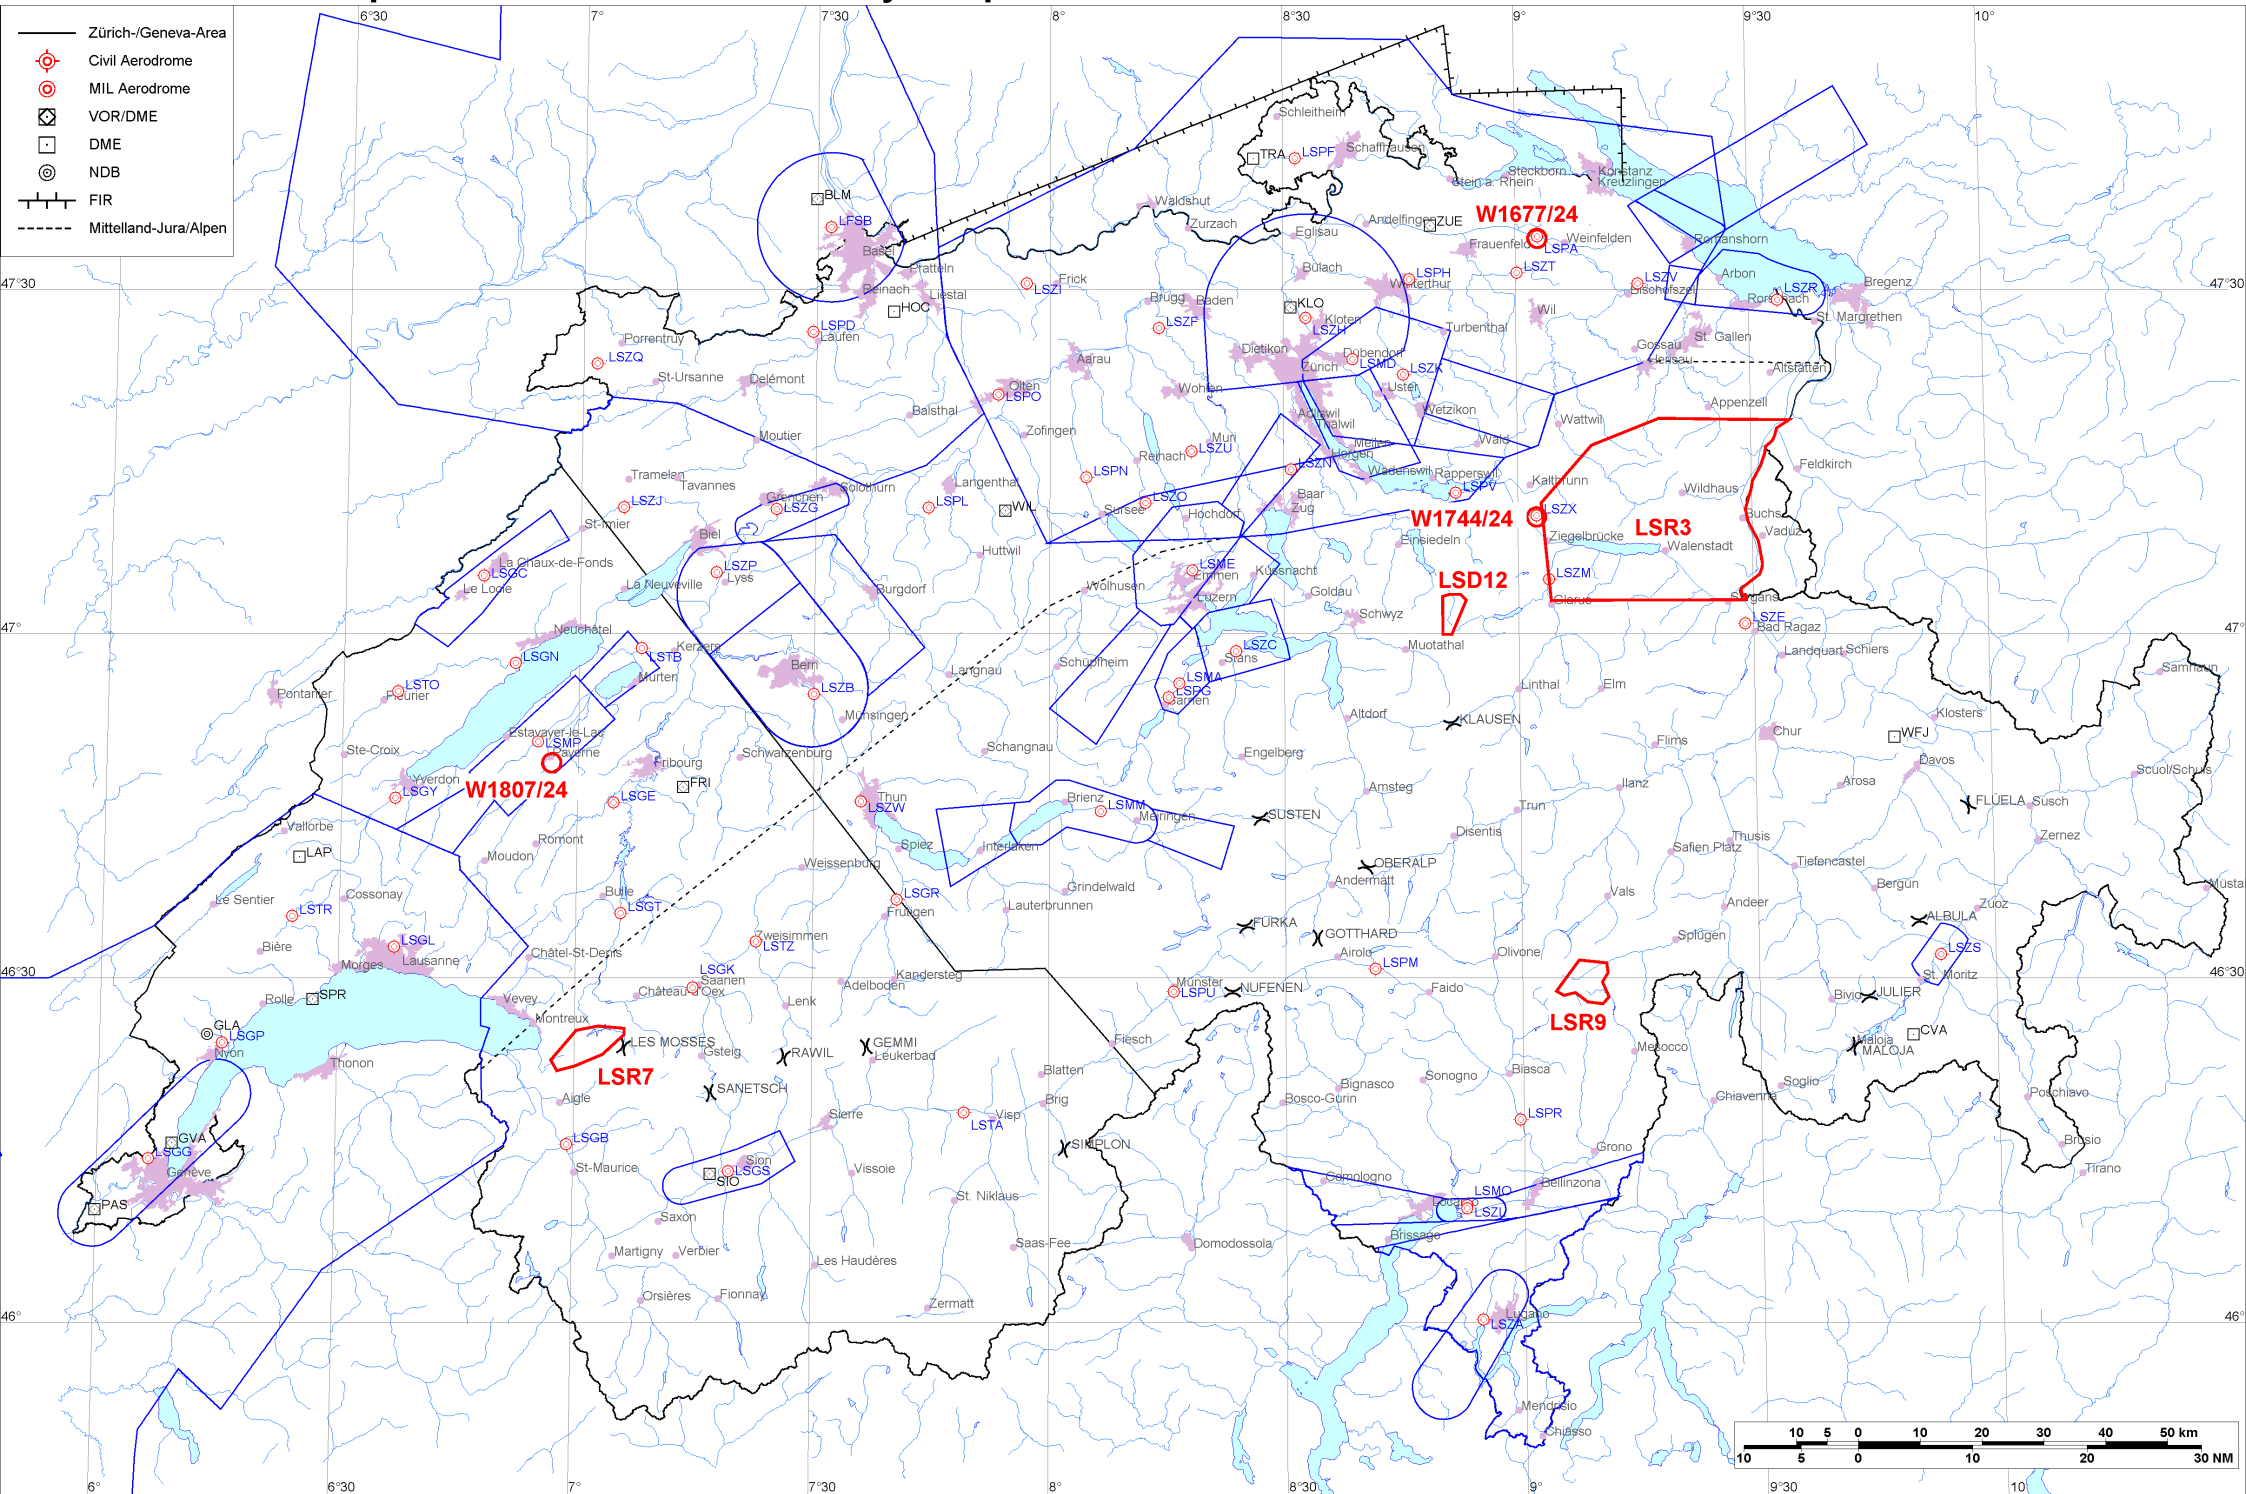 6°30
7°
7°30
8°
8°30
9°
9°30
10°
Zürich-/Geneva-Area
Civil Aerodrome
MIL Aerodrome
VOR/DME
DME
NDB
FIR
Mittelland-Jura/Alpen
Schleitheim
TRA
LSPF
Schaffhausen
Steckborn
Stein a. Rhein
Konstanz
Kreuzlingen
BLM
LFSB
Basel
Waldshut
Zurzach
Eglisau
Andelfingen
ZUE
W1677/24
LSPA
Weinfelden
Frauenfeld
Romanshorn
Pratteln
Reinach
Liestal
HOC
LSZI
Frick
Bülach
LSPH
Winterthur
LSZT
LSZV
Bischofszell
Arbon
LSZR
Rorschach
Bregenz
47°30
47°30
St. Margrethen
Brugg
Baden
KLO
Kloten
LSZH
LSZF
Turbenthal
Wil
St. Gallen
Gossau
Herisau
Altstätten
LSPD
Laufen
Porrentruy
LSZQ
St-Ursanne
Delémont
Aarau
Dietikon
Zürich
Dübendorf
LSMD
LSZK
Uster
Olten
LSPO
Wohlen
Wetzikon
Balsthal
Adliswil
Thalwil
Wattwil
Appenzell
Moutier
Zofingen
Muri
LSZU
Meilen
Horgen
Wald
Reinach
Tramelan
Tavannes
LSPN
LSZN
Wädenswil
Rapperswil
LSPV
Kaltbrunn
Feldkirch
Wildhaus
Grenchen
Solothurn
LSZG
LSZJ
Langenthal
LSPL
WIL
LSZO
Sursee
Hochdorf
Baar
Zug
W1744/24
LSZX
Ziegelbrücke
LSR3
Walenstadt
Buchs
Vaduz
St-Imier
Biel
Huttwil
Einsiedeln
La Chaux-de-Fonds
LSGC
Le Locle
La Neuveville
LSZP
Lyss
Burgdorf
Wolhusen
LSME
Emmen
Küssnacht
Luzern
Goldau
LSD12
LSZM
Glarus
Sargans
Schwyz
LSZE
Bad Ragaz
47°
47°
Neuchâtel
LSGN
LSTB
Kerzers
Murten
Bern
LSZB
Langnau
Schüpfheim
LSZC
Stans
Muotathal
Landquart
Schiers
Samnaun
LSMA
LSPG
Sarnen
Linthal
Elm
Pontarlier
LSTO
Fleurier
Münsingen
Altdorf
KLAUSEN
Klosters
WFJ
Ste-Croix
Estavayer-le-Lac
LSMP
Payerne
Schwarzenburg
Schangnau
Engelberg
Flims
Chur
Davos
Yverdon
LSGY
W1807/24
Fribourg
FRI
LSGE
Thun
LSZW
Brienz
LSMM
Meiringen
SUSTEN
Amsteg
Ilanz
Trun
Arosa
Scuol/Schuls
FLÜELA
Susch
Vallorbe
LAP
Romont
Moudon
Spiez
Interlaken
Disentis
Thusis
Safien Platz
Zernez
Tiefencastel
Weissenburg
OBERALP
Andermatt
Le Sentier
Cossonay
LSTR
Bulle
LSGT
LSGR
Frutigen
Grindelwald
Lauterbrunnen
FURKA
GOTTHARD
Vals
Andeer
Bergun
Zuoz
ALBULA
Müsta
Bière
LSGL
Lausanne
Morges
Châtel-St-Denis
Zweisimmen
LSTZ
Airolo
LSPM
Olivone
Splügen
LSZS
St. Moritz
46°30
46°30
LSGK
Saanen
Château-d'Oex
Adelboden
Kandersteg
Münster
LSPU
NUFENEN
Faido
LSR9
Bivio
JULIER
Rolle
SPR
Vevey
Montreux
Lenk
GLA
LSGP
Nyon
Thonon
LSR7
LES MOSSES
Gsteig
RAWIL
GEMMI
Leukerbad
Fiesch
Mesocco
CVA
Maloja
MALOJA
Aigle
SANETSCH
Blatten
Brig
Bignasco
Sonogno
Biasca
Bosco-Gurin
Soglio
Chiavenna
Poschiavo
Sierre
Visp
LSTA
SIMPLON
LSPR
GVA
LSGG
Genève
LSGB
St-Maurice
Sion
LSGS
SIO
Vissoie
Grono
Brusio
Tirano
PAS
Saxon
St. Niklaus
Comologno
LSMO
Locarno
LSZL
Bellinzona
Martigny
Verbier
Les Haudères
Saas-Fee
Domodossola
Brissago
Orsières
Fionnay
Zermatt
46°
46°
Lugano
LSZA
Mendrisio
Chiasso
10 5 0 10 20 30 40 50 km
10 5 0 10 20 30 NM
6°
6°30
7°
7°30
8°
8°30
9°
9°30
10°